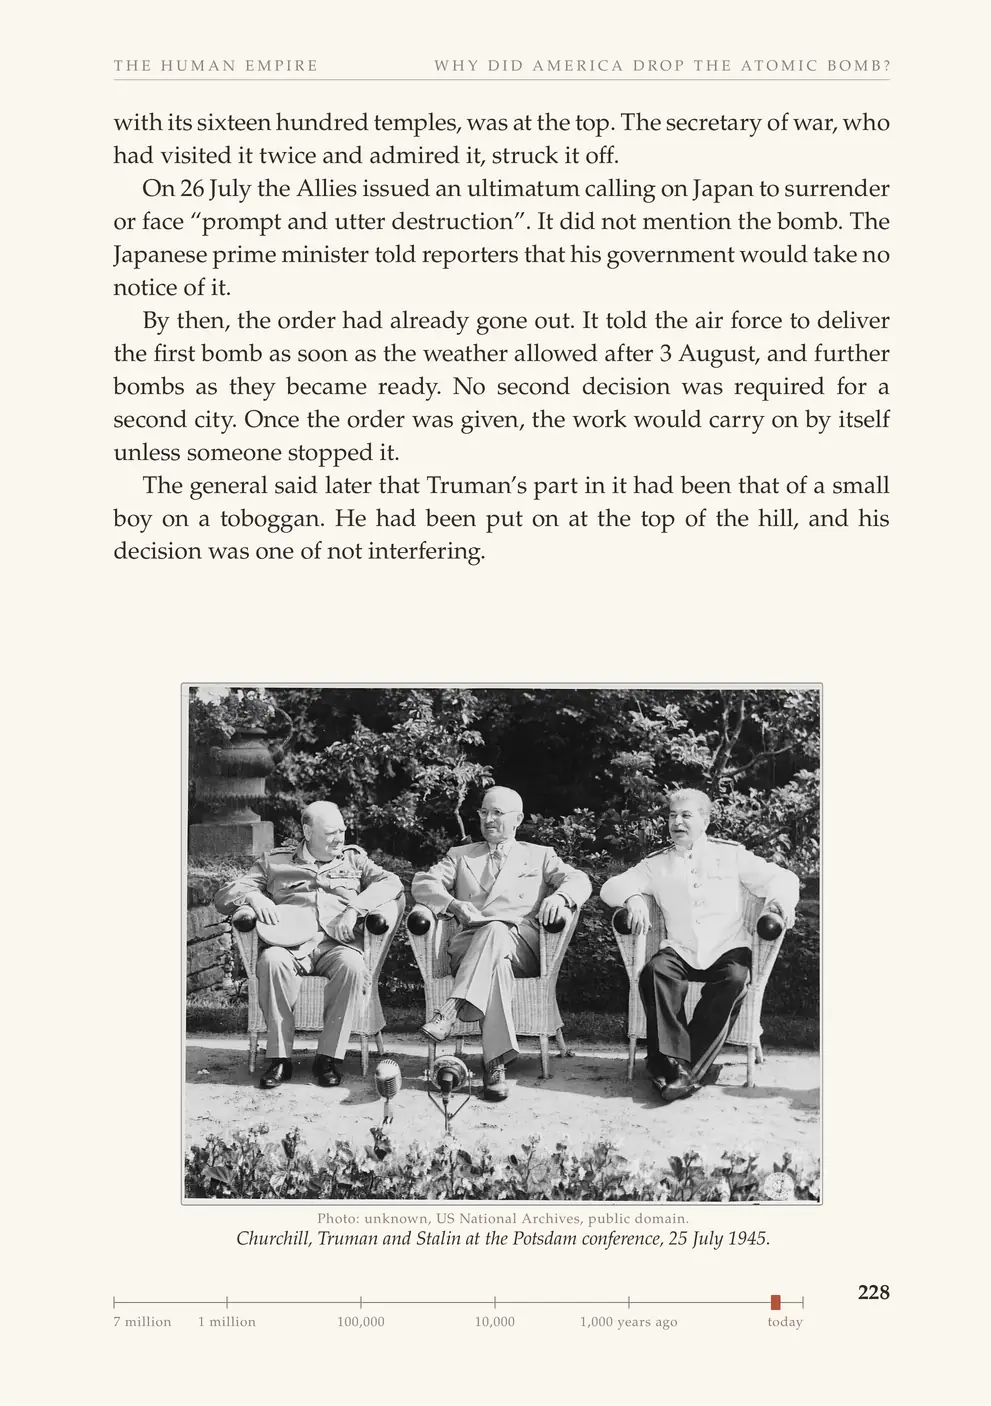 THE HUMAN EMPIRE
WHY DID AMERICA DROP THE ATOMIC BOMB?
with its sixteen hundred temples, was at the top. The secretary of war, who
had visited it twice and admired it, struck it off.
On 26 July the Allies issued an ultimatum calling on Japan to surrender
or face “prompt and utter destruction”. It did not mention the bomb. The
Japanese prime minister told reporters that his government would take no
notice of it.
By then, the order had already gone out. It told the air force to deliver
the first bomb as soon as the weather allowed after 3 August, and further
bombs as they became ready. No second decision was required for a
second city. Once the order was given, the work would carry on by itself
unless someone stopped it.
The general said later that Truman’s part in it had been that of a small
boy on a toboggan. He had been put on at the top of the hill, and his
decision was one of not interfering.
Photo: unknown, US National Archives, public domain.
Churchill, Truman and Stalin at the Potsdam conference, 25 July 1945.
228
7 million
1 million
100,000
10,000
1,000 years ago
today